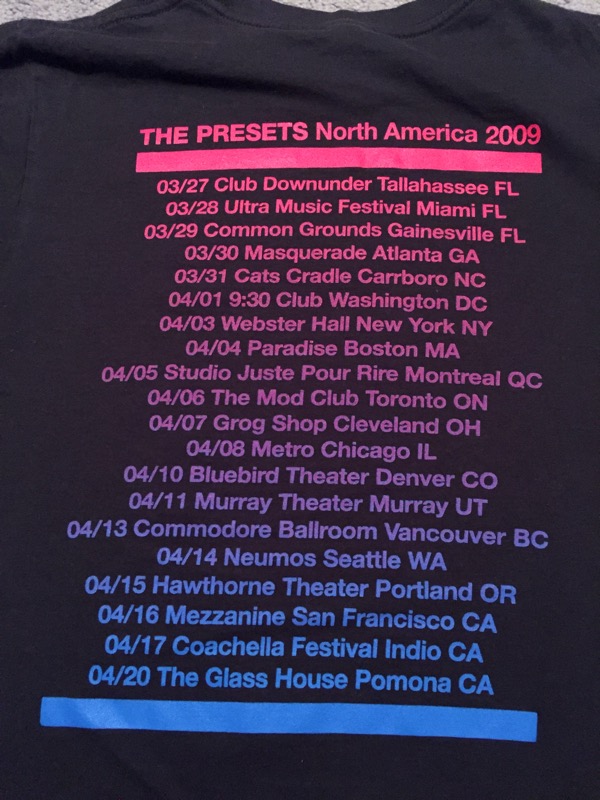 THE PRESETS North America 2009
03/27 Club Downunder Tallahassee FL
03/28 Ultra Music Festival Miami FL
03/29 Common Grounds Gainesville FL
03/30 Masquerade Atlanta GA
03/31 Cats Cradle Carrboro NC
04/01 9:30 Club Washington DC
04/03 Webster Hall New York NY
04/04 Paradise Boston MA
04/05 Studio Juste Pour Rire Montreal QC
04/06 The Mod Club Toronto ON
04/07 Grog Shop Cleveland OH
04/08 Metro Chicago IL
04/10 Bluebird Theater Denver CO
04/11 Murray Theater Murray UT
04/13 Commodore Ballroom Vancouver BC
04/14 Neumos Seattle WA
04/15 Hawthorne Theater Portland OR
04/16 Mezzanine San Francisco CA
04/17 Coachella Festival Indio CA
04/20 The Glass House Pomona CA